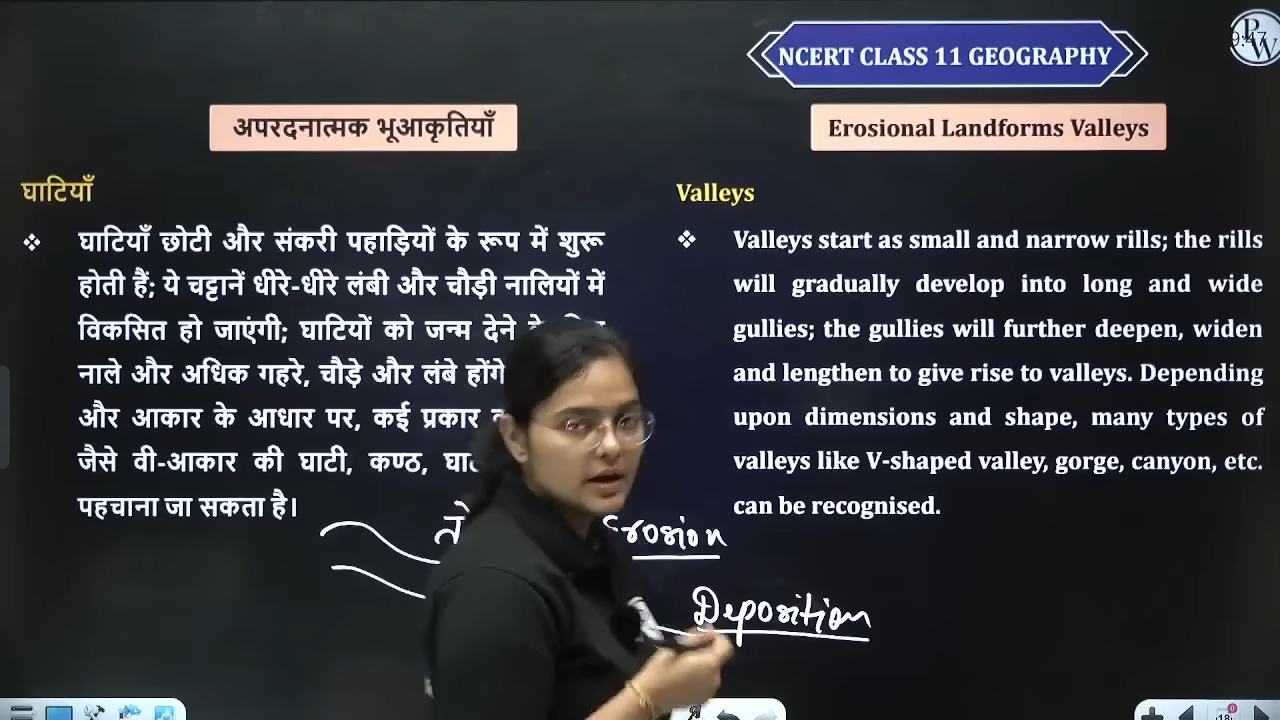 NCERT CLASS 11 GEOGRAPHY
PW
9:47
अपरदनात्मक भूआकृतियाँ
घाटियाँ
❖ घाटियाँ छोटी और संकरी पहाड़ियों के रूप में शुरू
होती हैं; ये चट्टानें धीरे-धीरे लंबी और चौड़ी नालियों में
विकसित हो जाएंगी; घाटियों को जन्म देने
नाले और अधिक गहरे, चौड़े और लंबे होंगे
और आकार के आधार पर, कई प्रकार
जैसे वी-आकार की घाटी, कण्ठ,
पहचाना जा सकता है।
Erosional Landforms Valleys
Valleys
❖ Valleys start as small and narrow rills; the rills
will gradually develop into long and wide
gullies; the gullies will further deepen, widen
and lengthen to give rise to valleys. Depending
upon dimensions and shape, many types of
valleys like V-shaped valley, gorge, canyon, etc.
can be recognised.
Erosion
Deposition